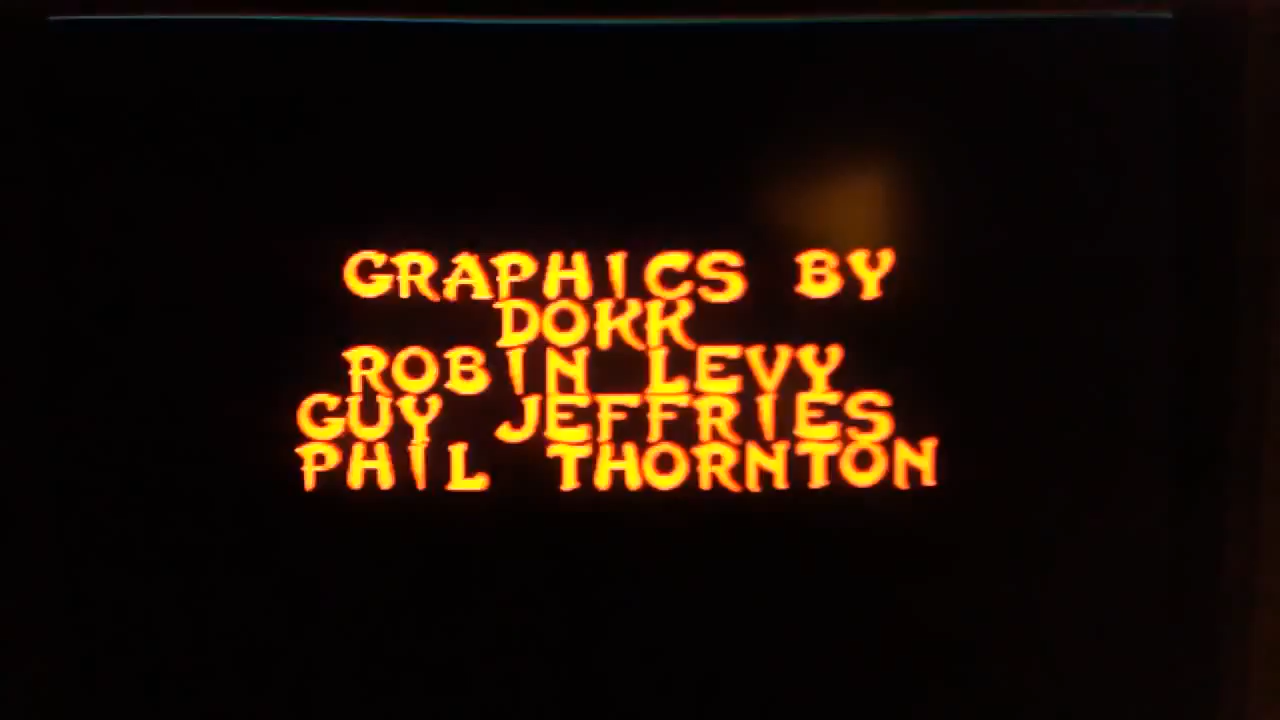 GRAPHICS BY
DOKK
ROBIN LEVY
GUY JEFFRIES
PHIL THORNTON